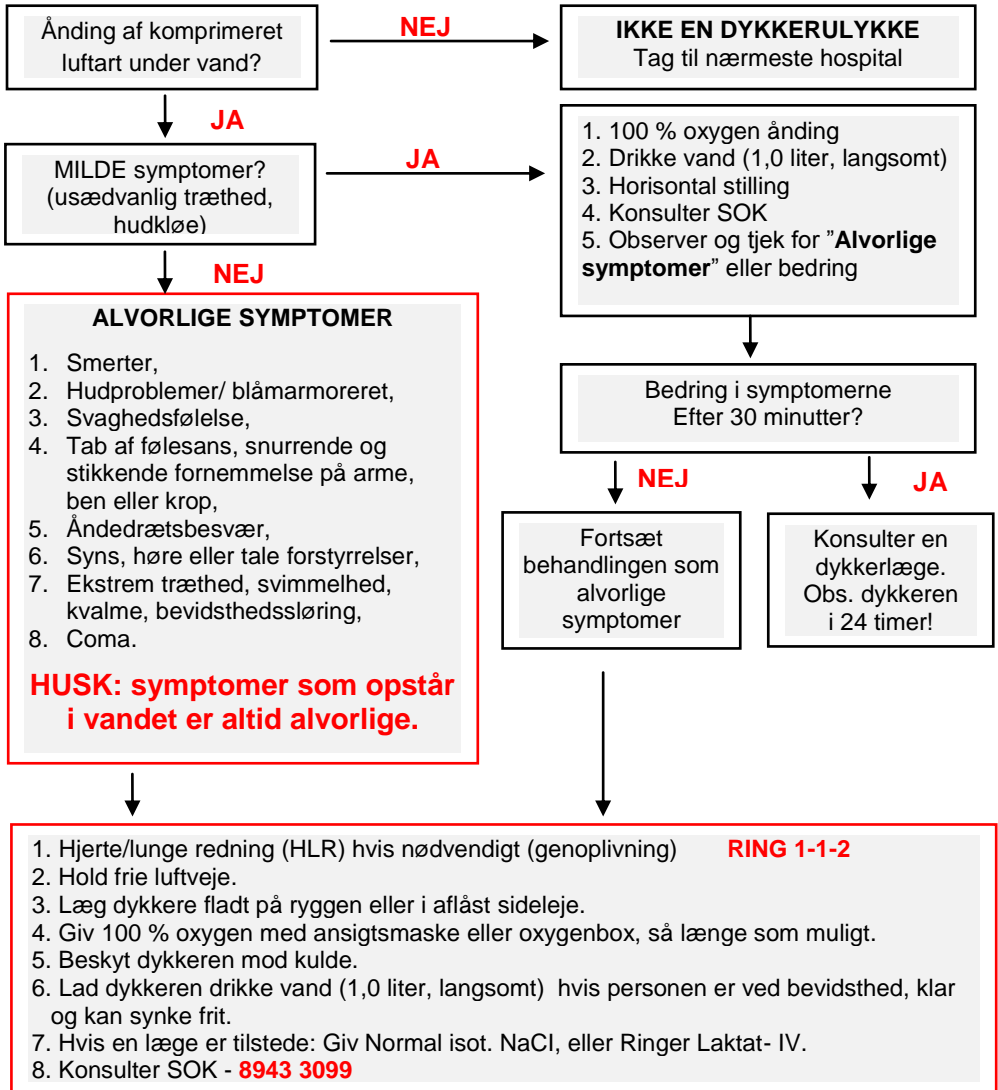 Ånding af komprimeret
luftart under vand?
NEJ
IKKE EN DYKKERULYKKE
Tag til nærmeste hospital
JA
MILDE symptomer?
(usædvanlig træthed,
hudkløe)
JA
1. 100 % oxygen ånding
2. Drikke vand (1,0 liter, langsomt)
3. Horisontal stilling
4. Konsulter SOK
5. Observer og tjek for ”Alvorlige
symptomer” eller bedring
NEJ
ALVORLIGE SYMPTOMER
1. Smerter,
2. Hudproblemer/ blåmarmoreret,
3. Svaghedsfølelse,
4. Tab af følesans, snurrende og
stikkende fornemmelse på arme,
ben eller krop,
5. Åndedrætsbesvær,
6. Syns, høre eller tale forstyrrelser,
7. Ekstrem træthed, svimmelhed,
kvalme, bevidsthedssløring,
8. Coma.
HUSK: symptomer som opstår
i vandet er altid alvorlige.
Bedring i symptomerne
Efter 30 minutter?
NEJ
JA
Fortsæt
behandlingen som
alvorlige
symptomer
Konsulter en
dykkerlæge.
Obs. dykkeren
i 24 timer!
1. Hjerte/lunge redning (HLR) hvis nødvendigt (genoplivning) RING 1-1-2
2. Hold frie luftveje.
3. Læg dykkere fladt på ryggen eller i aflåst sideleje.
4. Giv 100 % oxygen med ansigtsmaske eller oxygenbox, så længe som muligt.
5. Beskyt dykkeren mod kulde.
6. Lad dykkeren drikke vand (1,0 liter, langsomt) hvis personen er ved bevidsthed, klar
og kan synke frit.
7. Hvis en læge er tilstede: Giv Normal isot. NaCl, eller Ringer Laktat- IV.
8. Konsulter SOK - 8943 3099